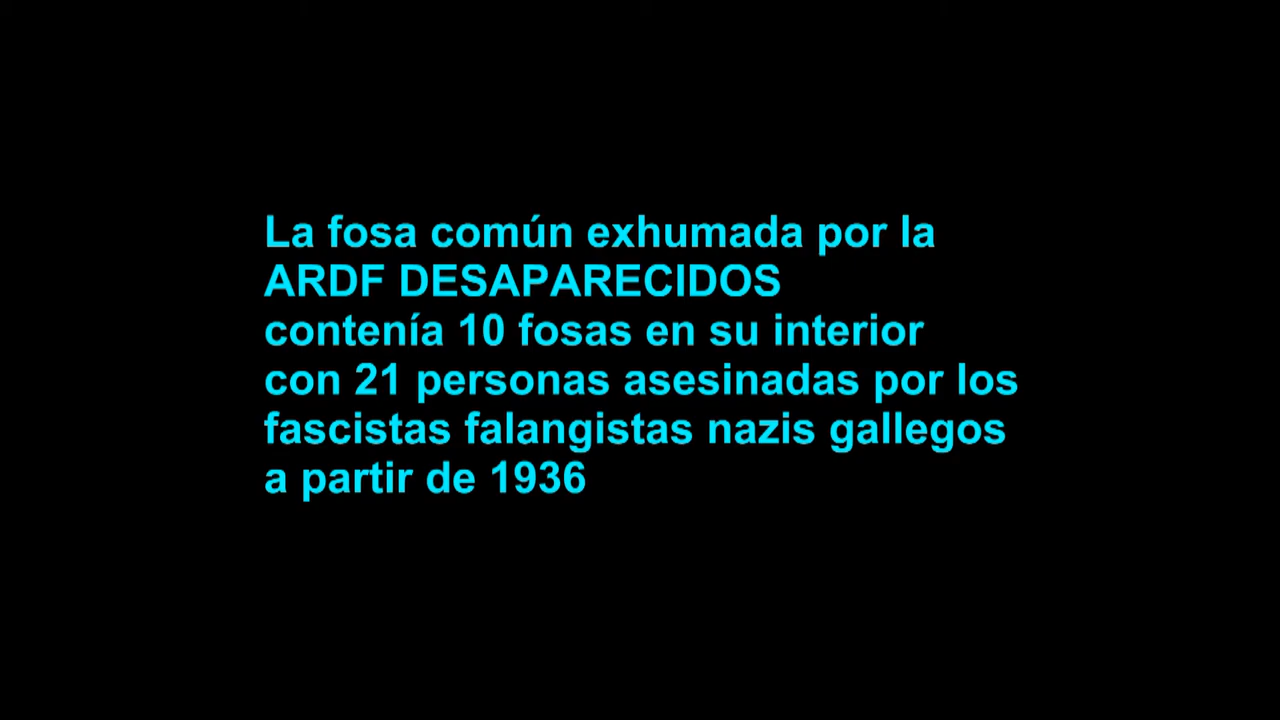 La fosa común exhumada por la
ARDF DESAPARECIDOS
contenía 10 fosas en su interior
con 21 personas asesinadas por los
fascistas falangistas nazis gallegos
a partir de 1936